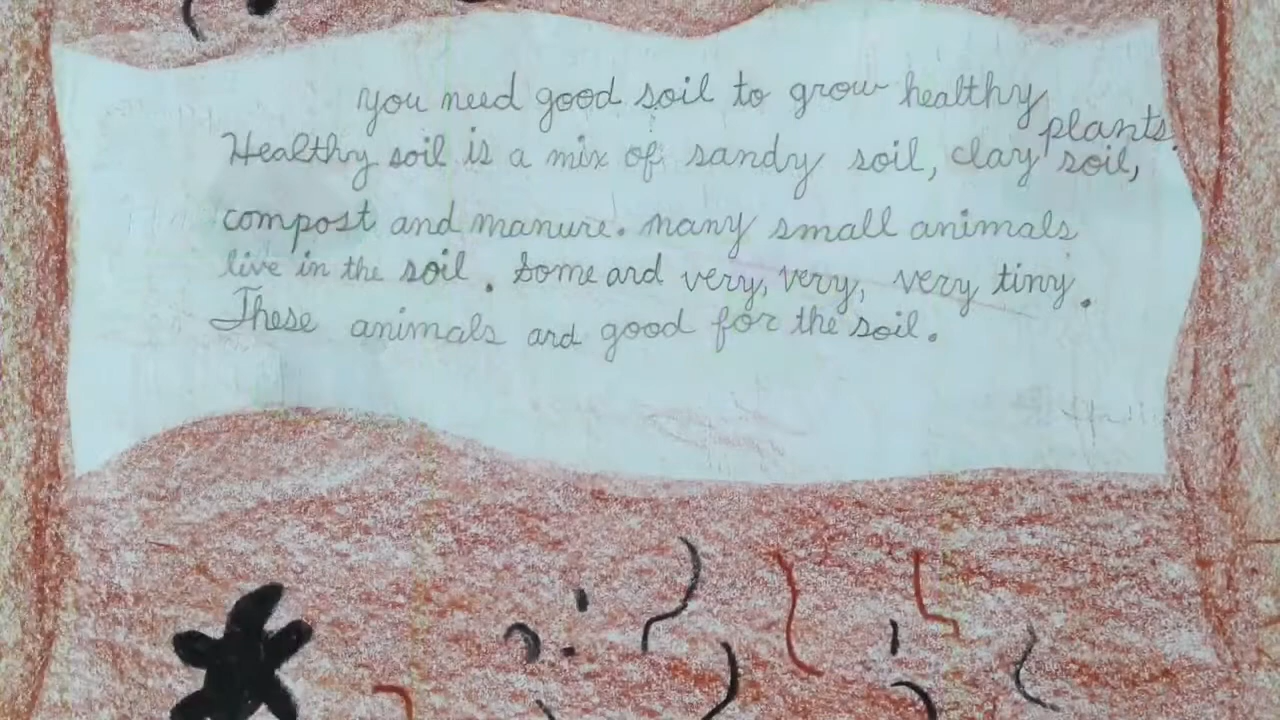 you need good soil to grow healthy
plants.
Healthy soil is a mix of sandy soil, clay soil,
compost and manure. many small animals
live in the soil. Some ard very, very, very tiny.
These animals ard good for the soil.